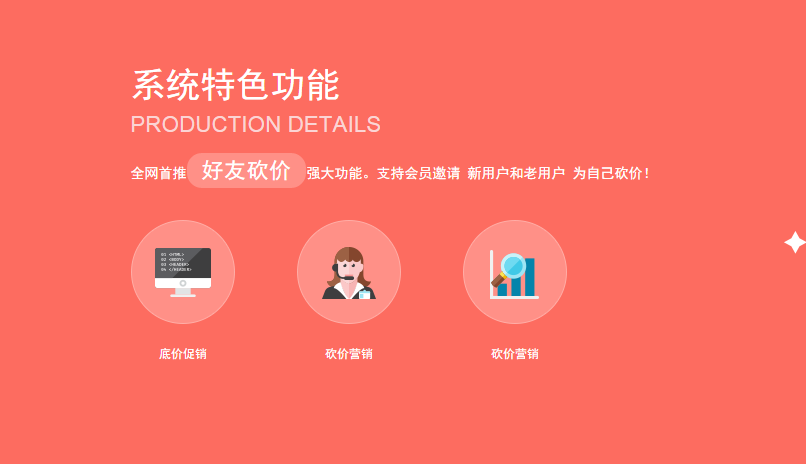 系统特色功能
PRODUCTION DETAILS
全网首推 好友砍价 强大功能。支持会员邀请 新用户和老用户 为自己砍价!
01 <HTML>
02 <BODY>
03 <HEADER>
04 </HEADER>
底价促销 砍价营销 砍价营销